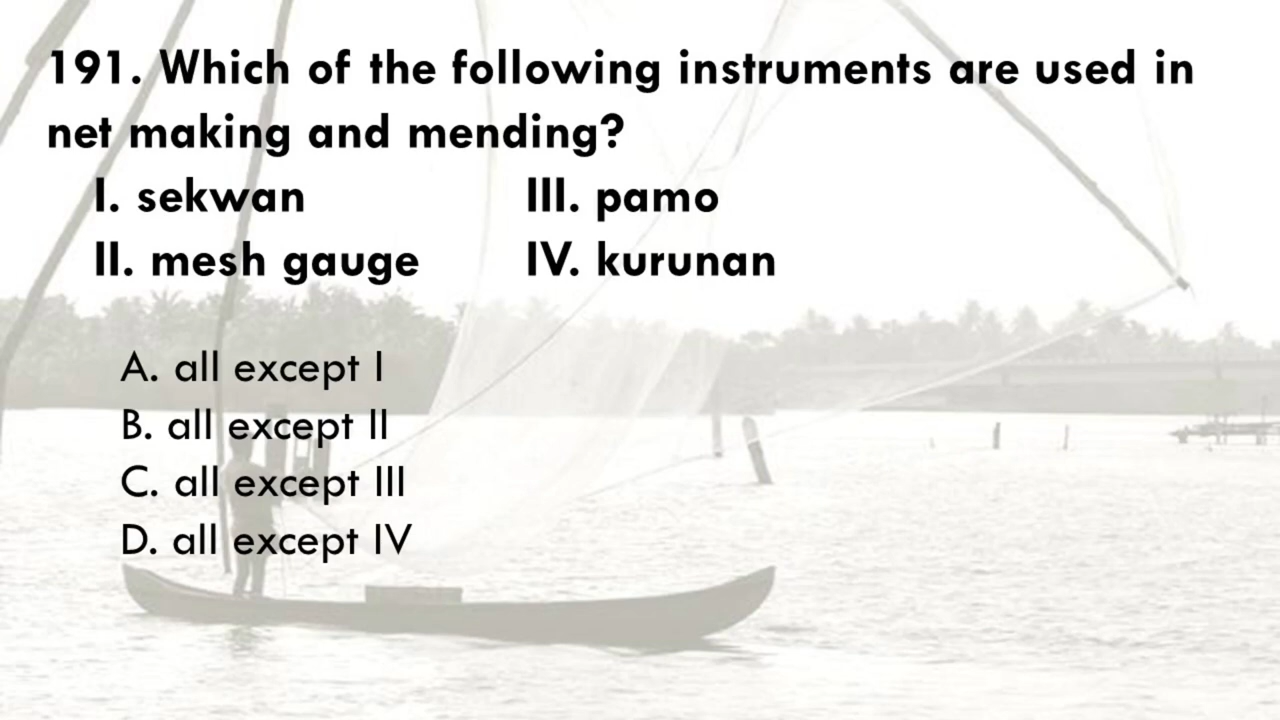 191. Which of the following instruments are used in
net making and mending?
I. sekwan III. pamo
II. mesh gauge IV. kurunan
A. all except I
B. all except II
C. all except III
D. all except IV